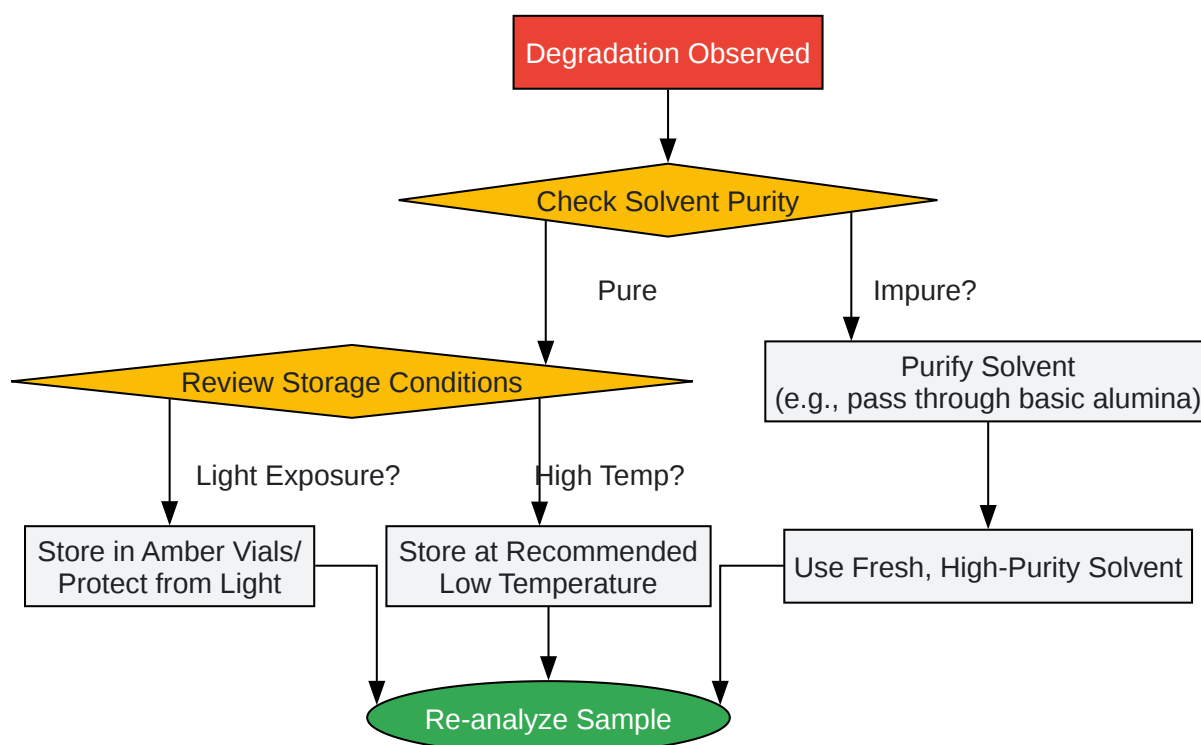 Degradation Observed
Check Solvent Purity
Pure
Impure?
Review Storage Conditions
Purify Solvent
(e.g., pass through basic alumina)
Light Exposure?
High Temp?
Store in Amber Vials/
Protect from Light
Store at Recommended
Low Temperature
Use Fresh, High-Purity Solvent
Re-analyze Sample